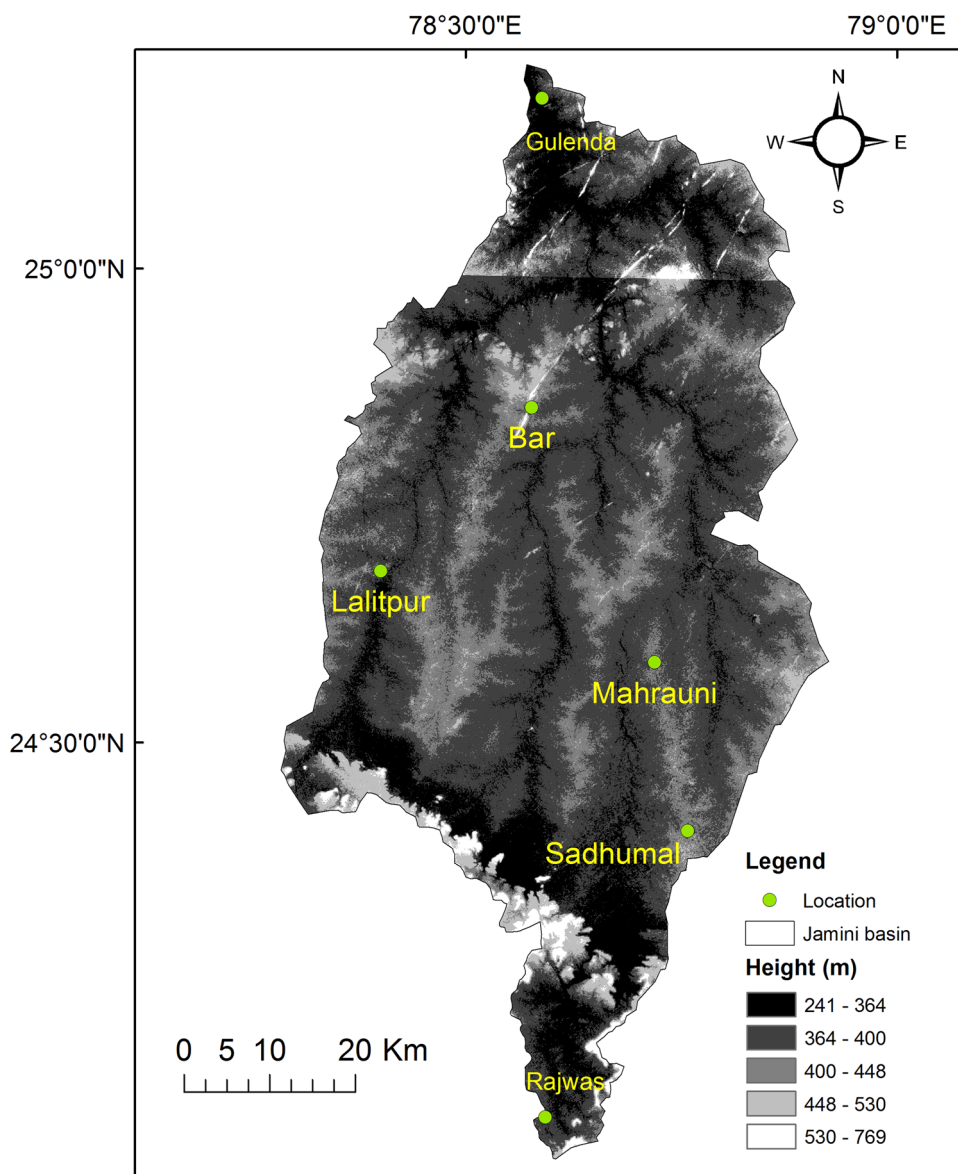 78°30'0"E
79°0'0"E
N
W
E
S
Gulenda
25°0'0"N
Bar
Lalitpur
Mahrauni
24°30'0"N
Sadhumal
Legend
Location
Jamini basin
Height (m)
241 - 364
364 - 400
400 - 448
448 - 530
530 - 769
0 5 10 20 Km
Rajwas